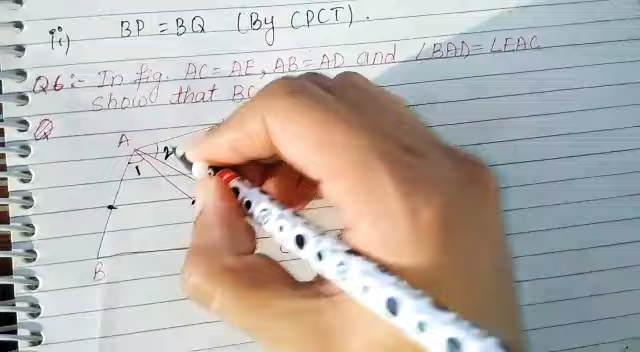 ii) BP = BQ (By CPCT).
Q6:- In fig. AC = AE, AB = AD and ∠BAD = ∠EAC
show that BC
Q
A
2
1
B